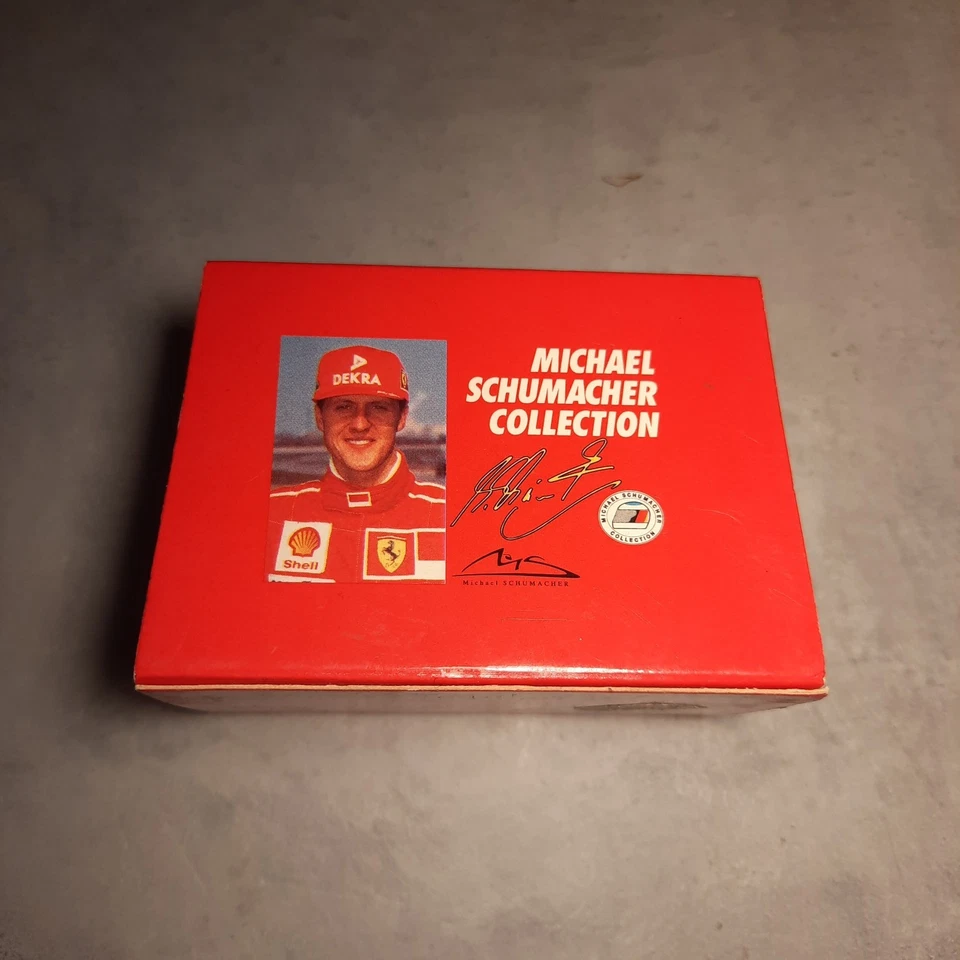 DEKRA
Shell
MICHAEL
SCHUMACHER
COLLECTION
MICHAEL SCHUMACHER
COLLECTION
Michael SCHUMACHER